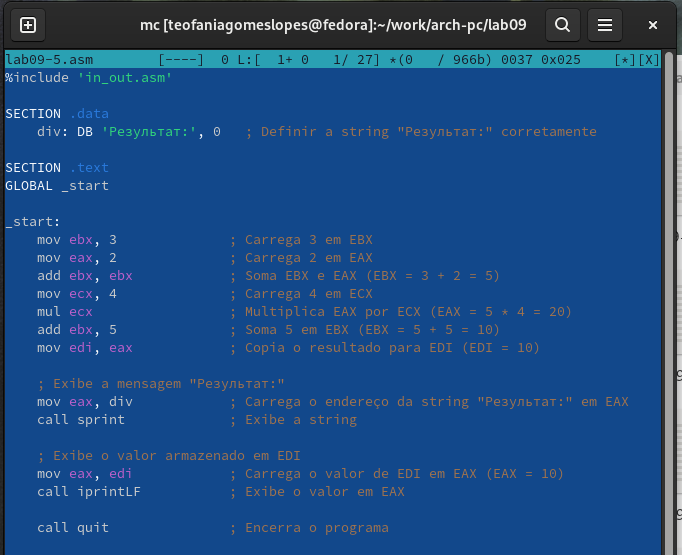 mc [teofaniagomeslopes@fedora]:~/work/arch-pc/lab09
lab09-5.asm [----] 0 L:[ 1+ 0 1/ 27] *(0 / 966b) 0037 0x025 [*][X]
%include 'in_out.asm'
SECTION .data
div: DB 'Результат:', 0 ; Definir a string "Результат:" corretamente
SECTION .text
GLOBAL _start
_start:
mov ebx, 3 ; Carrega 3 em EBX
mov eax, 2 ; Carrega 2 em EAX
add ebx, ebx ; Soma EBX e EAX (EBX = 3 + 2 = 5)
mov ecx, 4 ; Carrega 4 em ECX
mul ecx ; Multiplica EAX por ECX (EAX = 5 * 4 = 20)
add ebx, 5 ; Soma 5 em EBX (EBX = 5 + 5 = 10)
mov edi, eax ; Copia o resultado para EDI (EDI = 10)
; Exibe a mensagem "Результат:"
mov eax, div ; Carrega o endereço da string "Результат:" em EAX
call sprint ; Exibe a string
; Exibe o valor armazenado em EDI
mov eax, edi ; Carrega o valor de EDI em EAX (EAX = 10)
call iprintLF ; Exibe o valor em EAX
call quit ; Encerra o programa